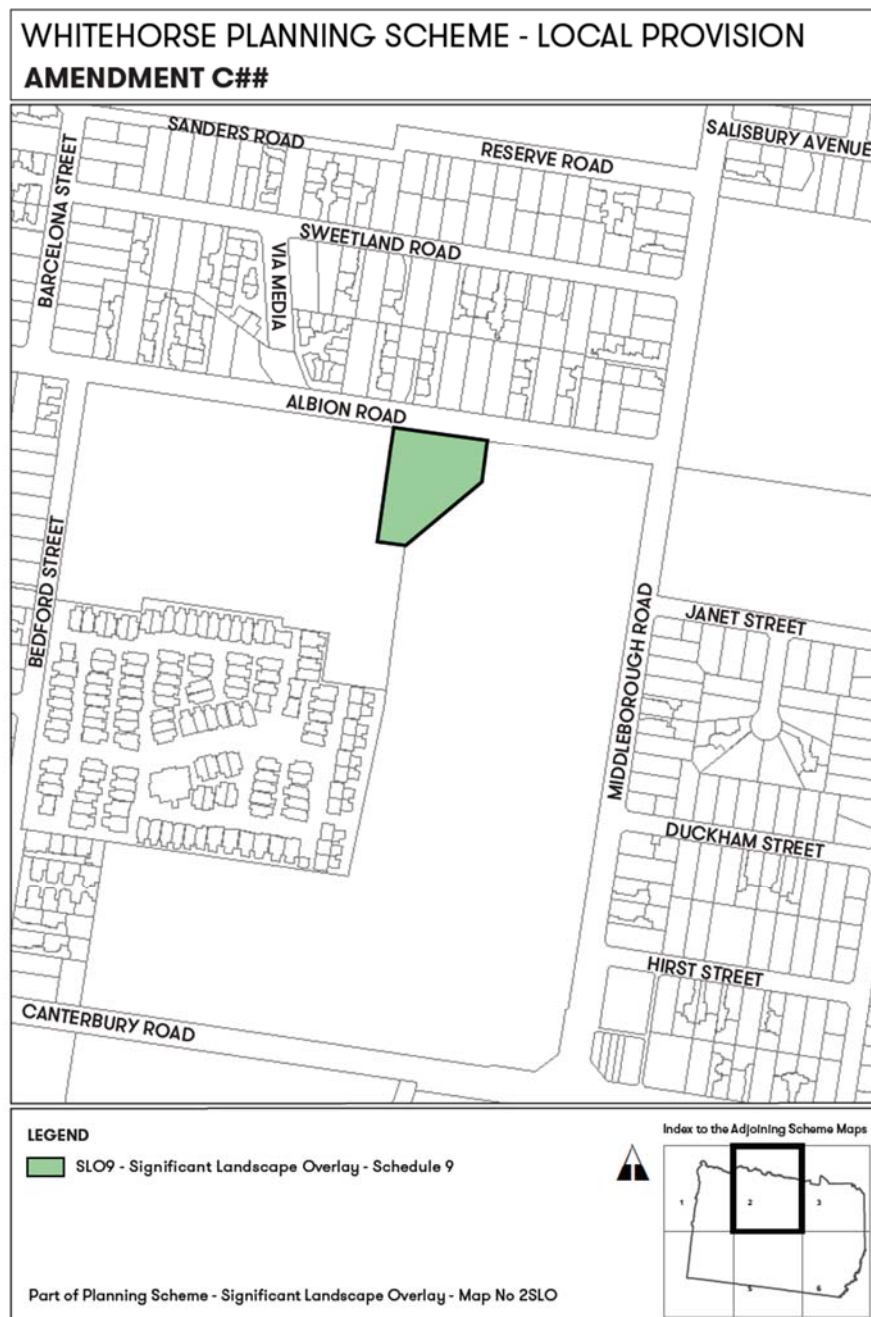 WHITEHORSE PLANNING SCHEME - LOCAL PROVISION
AMENDMENT C##
SANDERS ROAD
RESERVE ROAD
SALISBURY AVENUE
BARCELONA STREET
SWEETLAND ROAD
VIA MEDIA
ALBION ROAD
BEDFORD STREET
MIDDLEBOROUGH ROAD
JANET STREET
DUCKHAM STREET
HIRST STREET
CANTERBURY ROAD
LEGEND
SLO9 - Significant Landscape Overlay - Schedule 9
Index to the Adjoining Scheme Maps
1
2
3
5
6
Part of Planning Scheme - Significant Landscape Overlay - Map No 2SLO